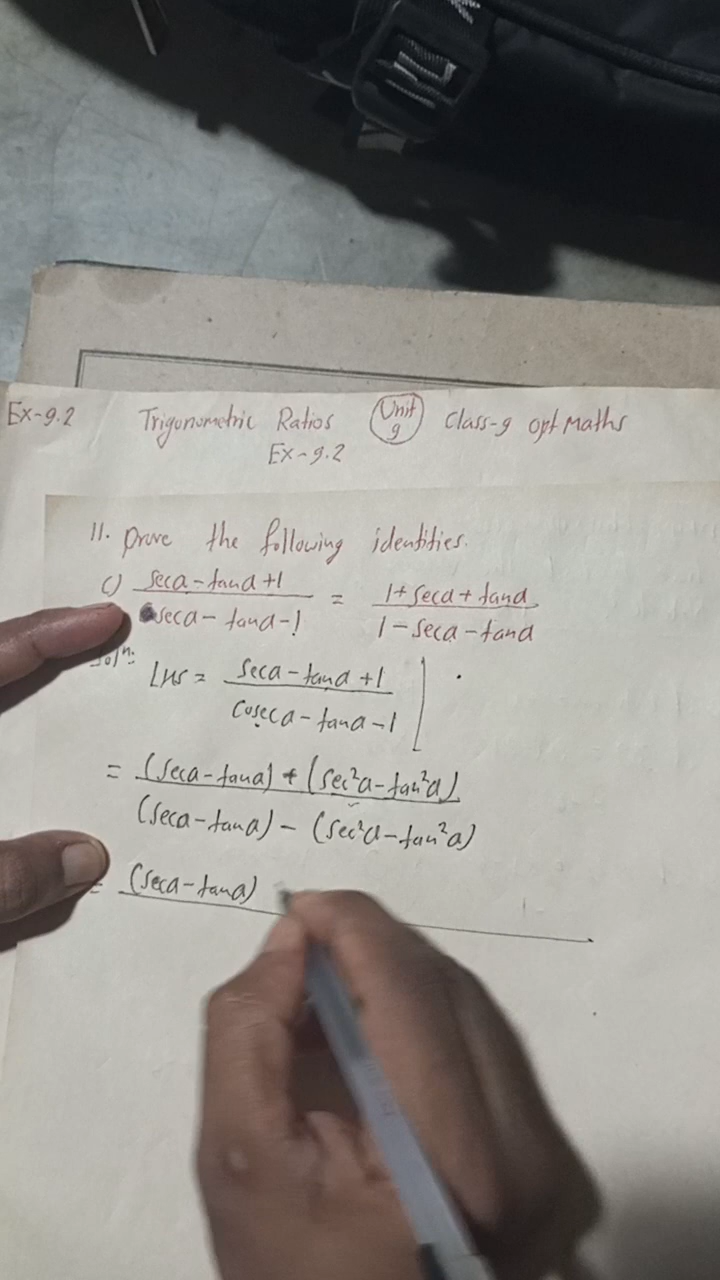 Ex-9.2 Trigonometric Ratios Unit 9 Class-9 opt Maths
Ex-9.2
11. prove the following identities.
c) seca-tana+1 / seca-tana-1 = 1+seca+tana / 1-seca-tana
Sol^n: LHS = seca-tana+1 / coseca-tana-1
= (seca-tana)+(sec²a-tan²a) / (seca-tana)-(sec²a-tan²a)
= (seca-tana)